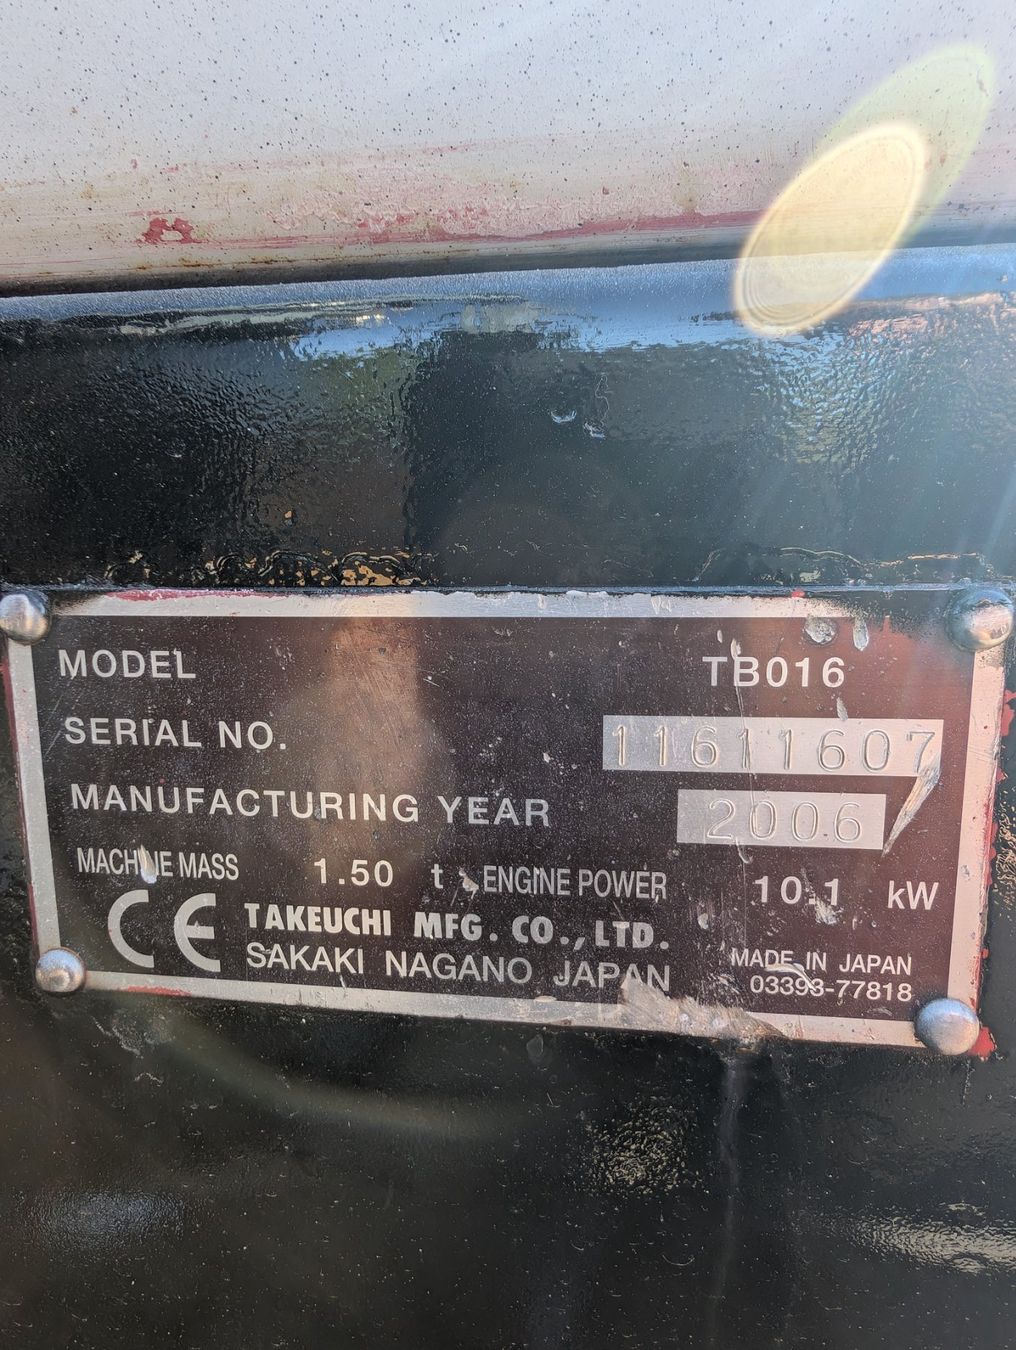 MODEL TB016
SERIAL NO. 11611607
MANUFACTURING YEAR 2006
MACHINE MASS 1.50 t ENGINE POWER 10.1 kW
CE TAKEUCHI MFG. CO., LTD.
SAKAKI NAGANO JAPAN
MADE IN JAPAN
03393-77818